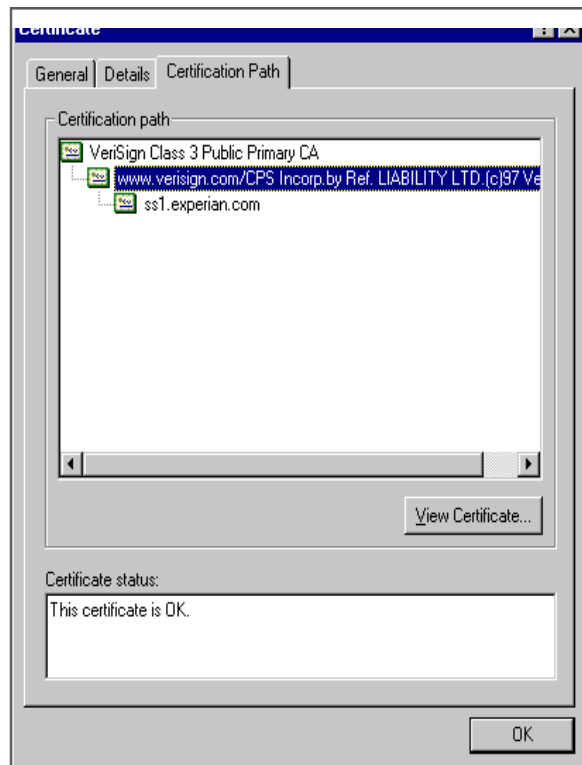 Certificate
General Details Certification Path
Certification path
VeriSign Class 3 Public Primary CA
www.verisign.com/CPS Incorp.by Ref. LIABILITY LTD.(c)97 Ve
ss1.experian.com
View Certificate...
Certificate status:
This certificate is OK.
OK